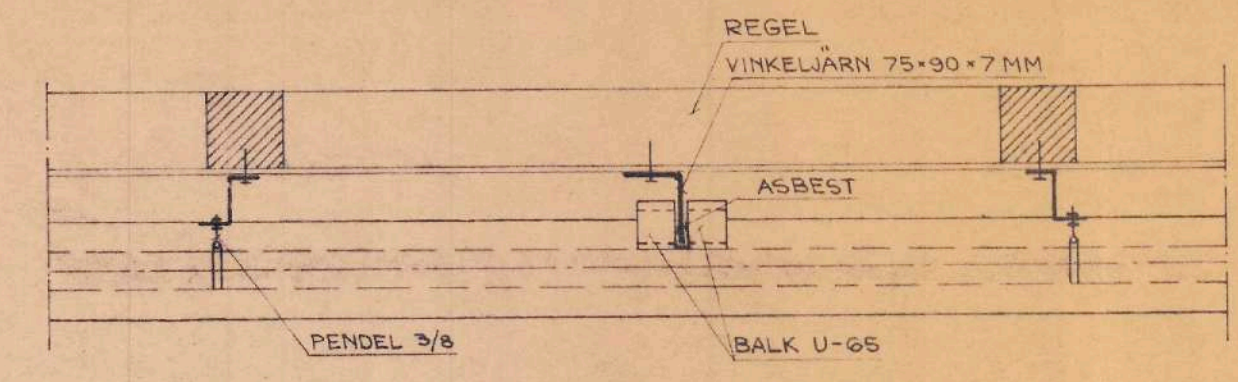 REGEL
VINKELJÄRN 75×90×7 MM
ASBEST
PENDEL 3/8
BALK U-65